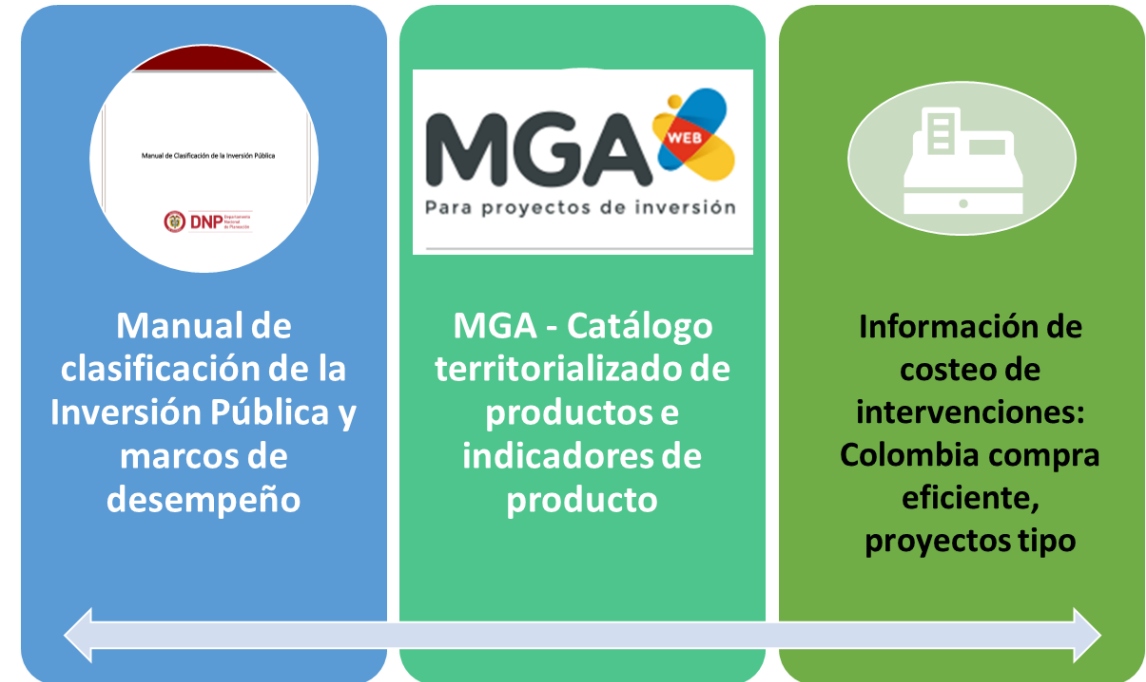 Manual de Clasificación de la Inversión Pública
DNP
Departamento
Nacional
de Planeación
Manual de
clasificación de la
Inversión Pública y
marcos de
desempeño
MGA
WEB
Para proyectos de inversión
MGA - Catálogo
territorializado de
productos e
indicadores de
producto
Información de
costeo de
intervenciones:
Colombia compra
eficiente,
proyectos tipo